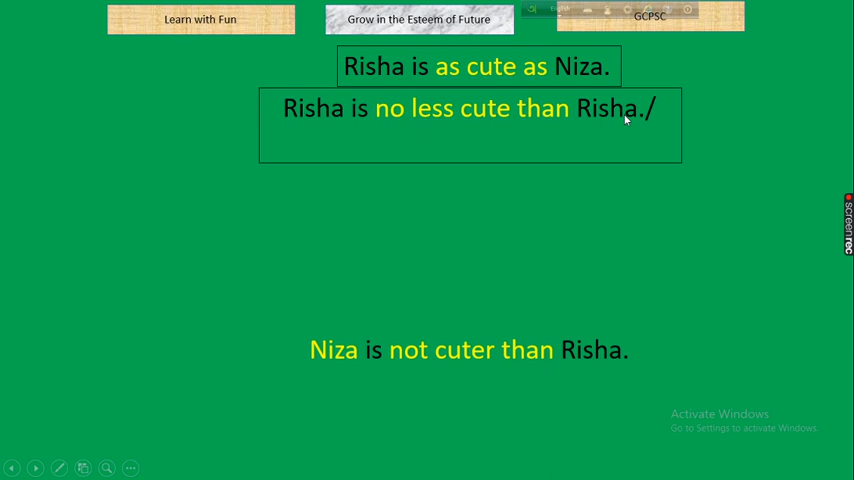 Learn with Fun
Grow in the Esteem of Future
GCPSC
Risha is as cute as Niza.
Risha is no less cute than Risha./
Niza is not cuter than Risha.
screenrec
Activate Windows
Go to Settings to activate Windows.